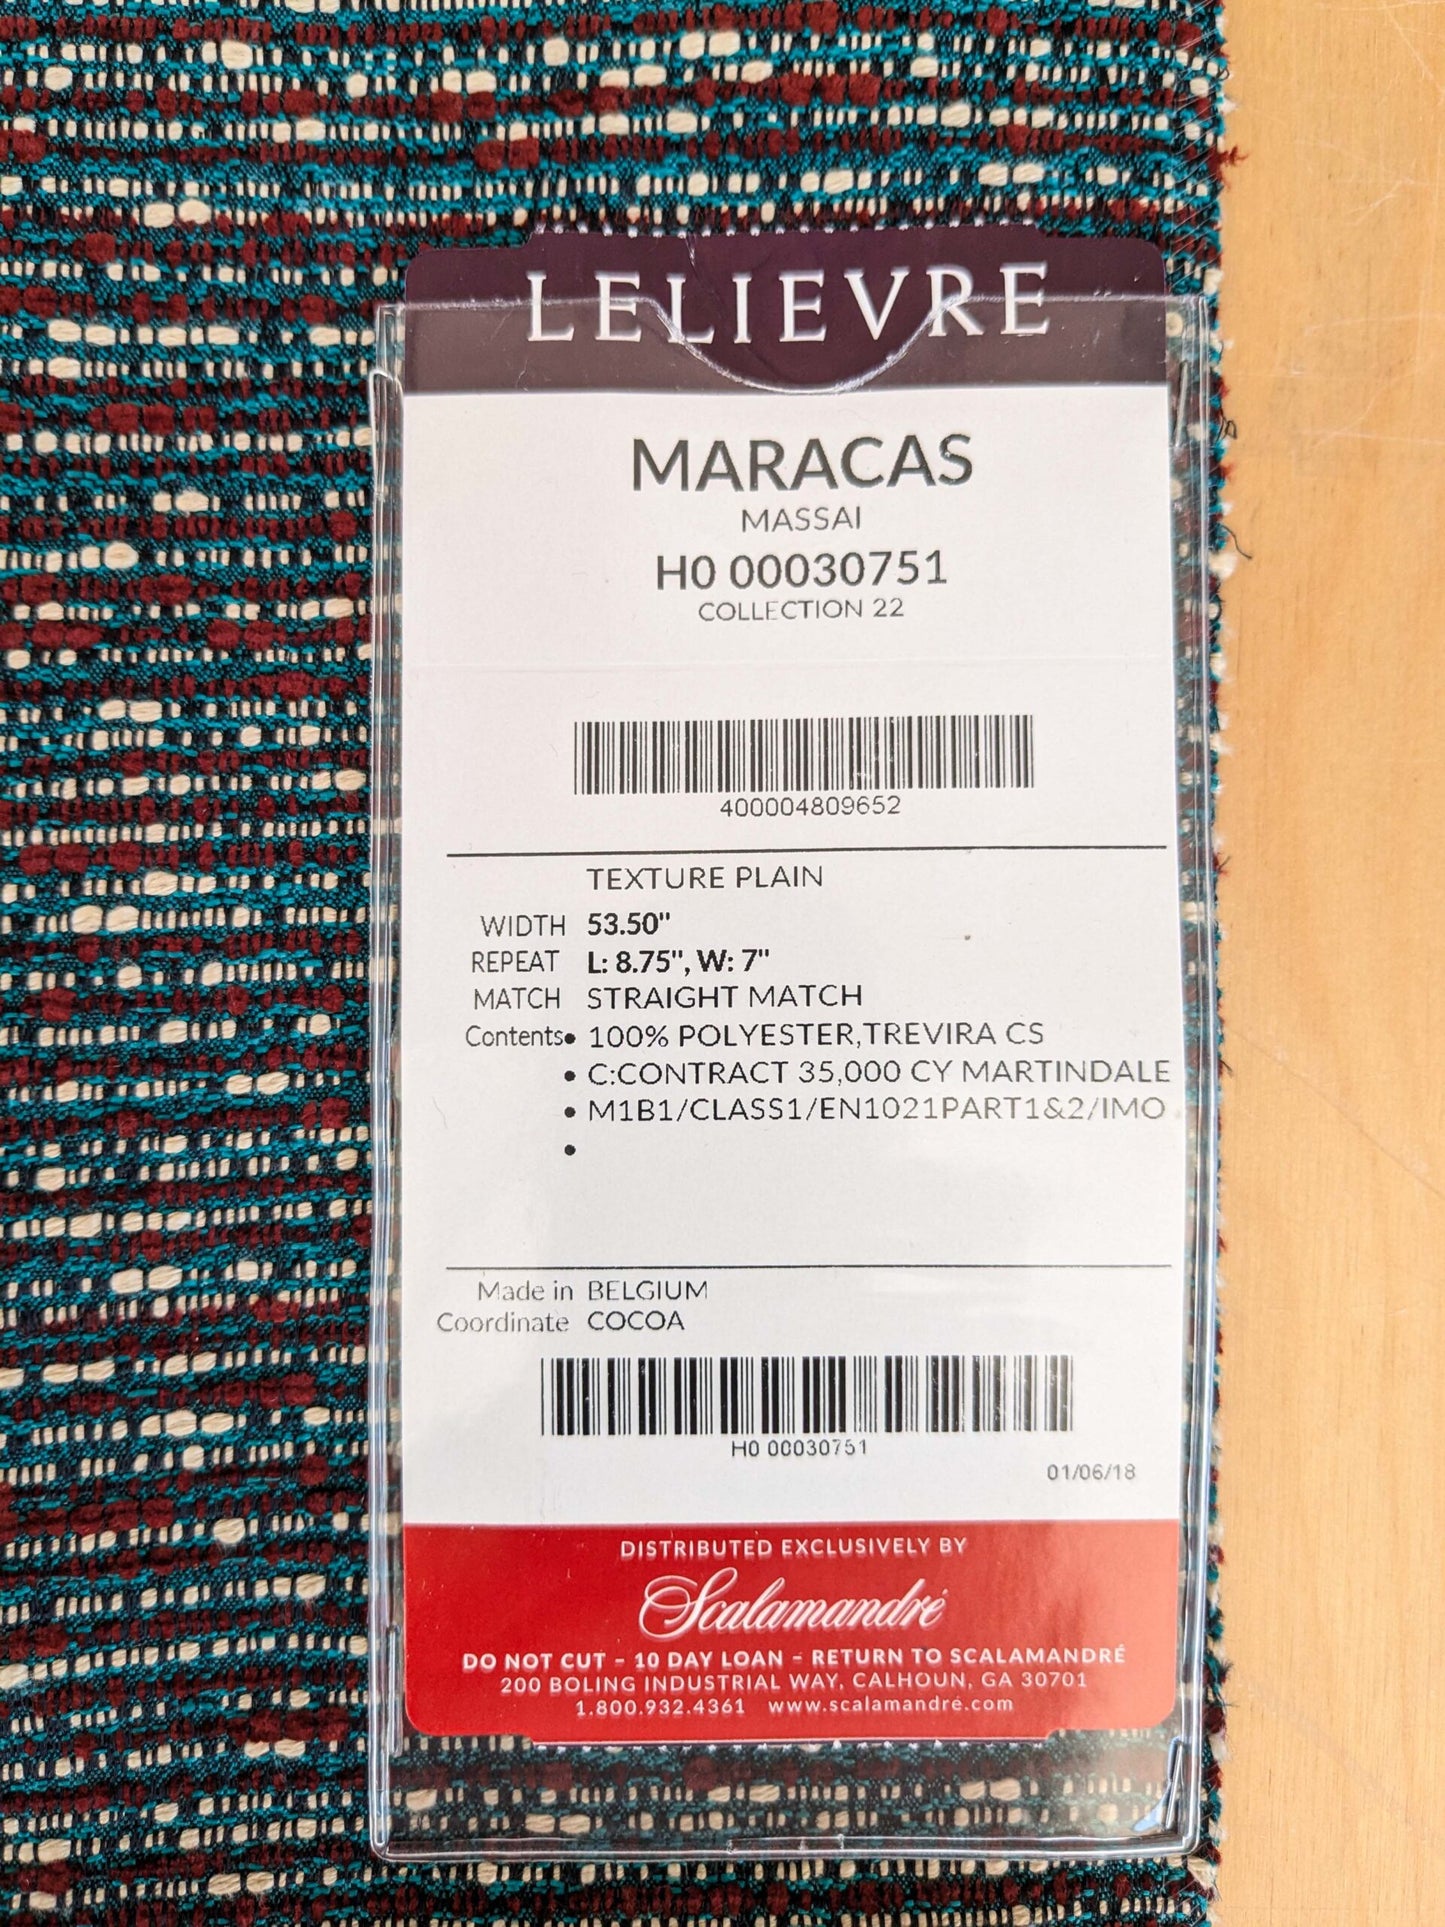 LELIEVRE
MARACAS
MASSAI
H0 00030751
COLLECTION 22
400004809652
TEXTURE PLAIN
WIDTH 53.50"
REPEAT L: 8.75", W: 7"
MATCH STRAIGHT MATCH
Contents• 100% POLYESTER,TREVIRA CS
• C:CONTRACT 35,000 CY MARTINDALE
• M1B1/CLASS1/EN1021PART1&2/IMO
•
Made in BELGIUM
Coordinate COCOA
H0 00030751
01/06/18
DISTRIBUTED EXCLUSIVELY BY
Scalamandré
DO NOT CUT - 10 DAY LOAN - RETURN TO SCALAMANDRÉ
200 BOLING INDUSTRIAL WAY, CALHOUN, GA 30701
1.800.932.4361 www.scalamandré.com